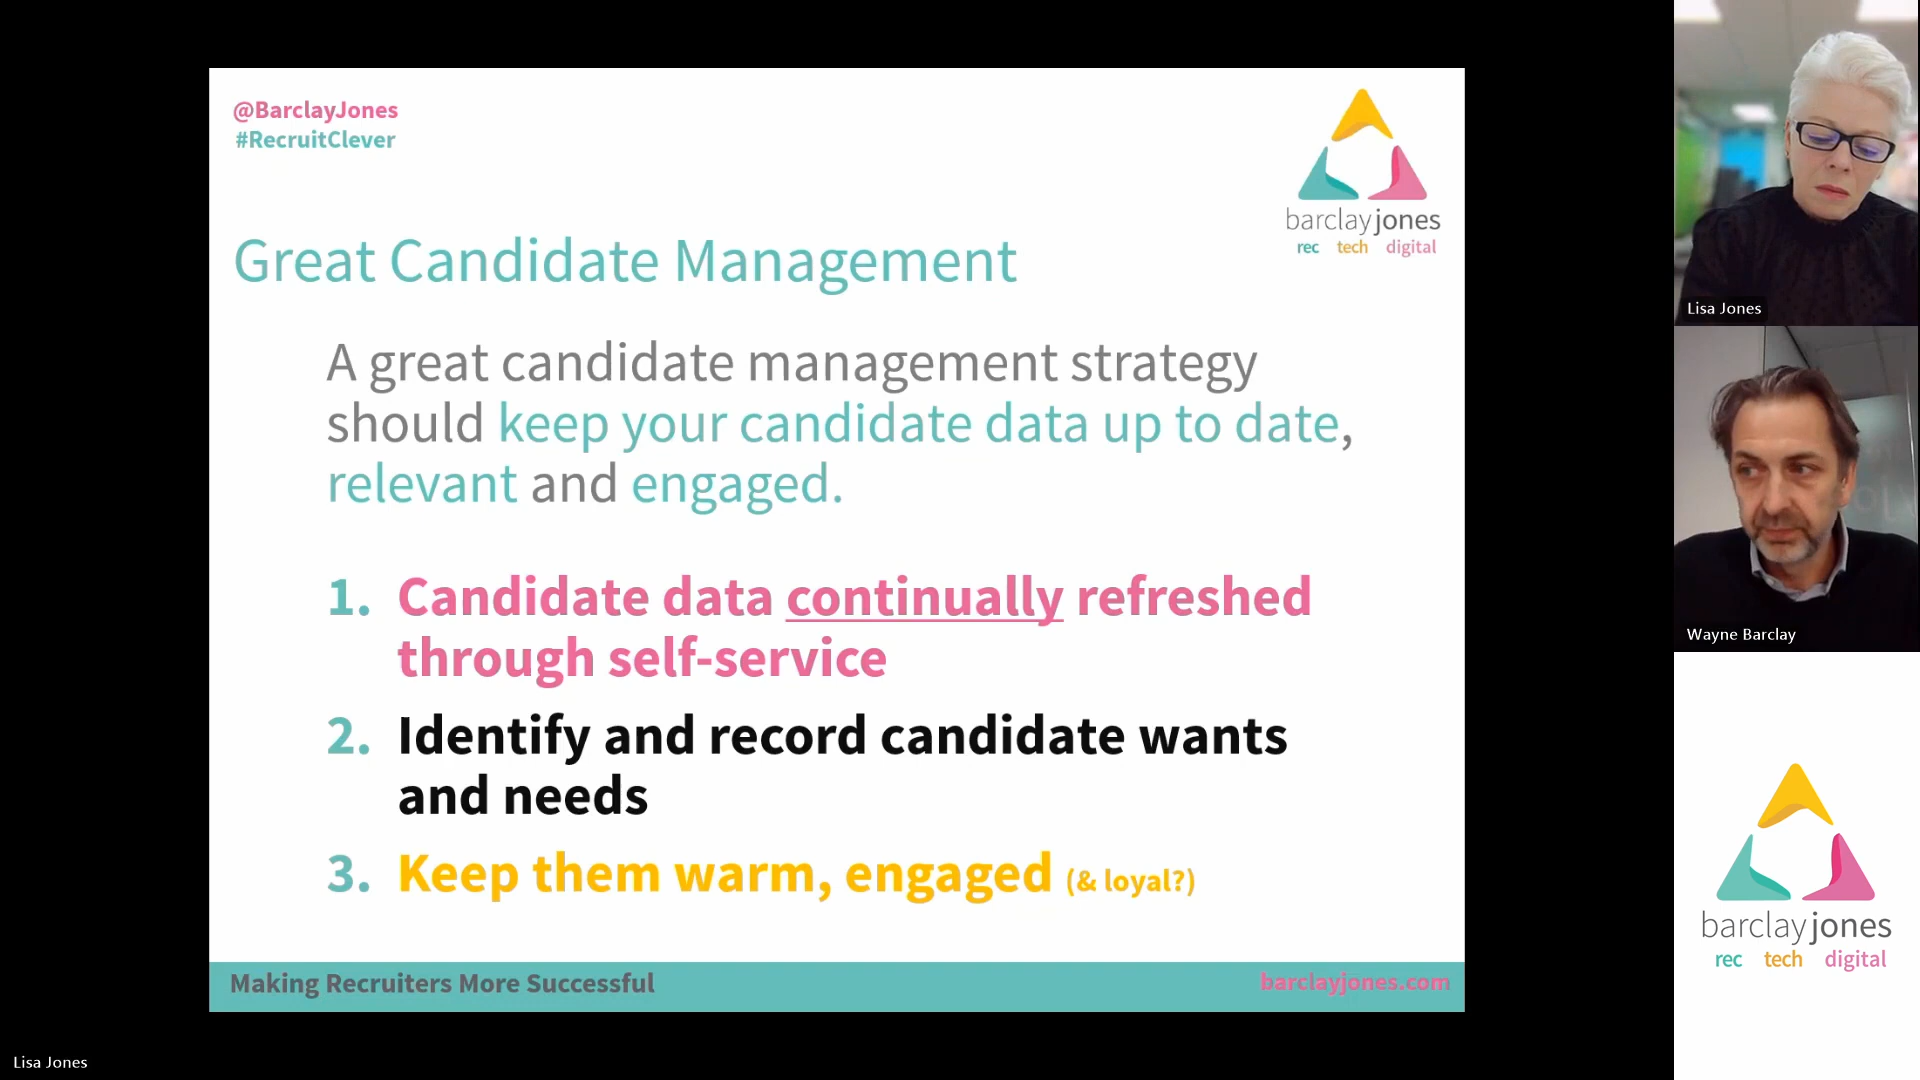 @BarclayJones
#RecruitClever
barclayjones
rec tech digital
Great Candidate Management
A great candidate management strategy
should keep your candidate data up to date,
relevant and engaged.
1. Candidate data continually refreshed
through self-service
2. Identify and record candidate wants
and needs
3. Keep them warm, engaged (& loyal?)
Making Recruiters More Successful
barclayjones.com
Lisa Jones
Wayne Barclay
barclayjones
rec tech digital
Lisa Jones